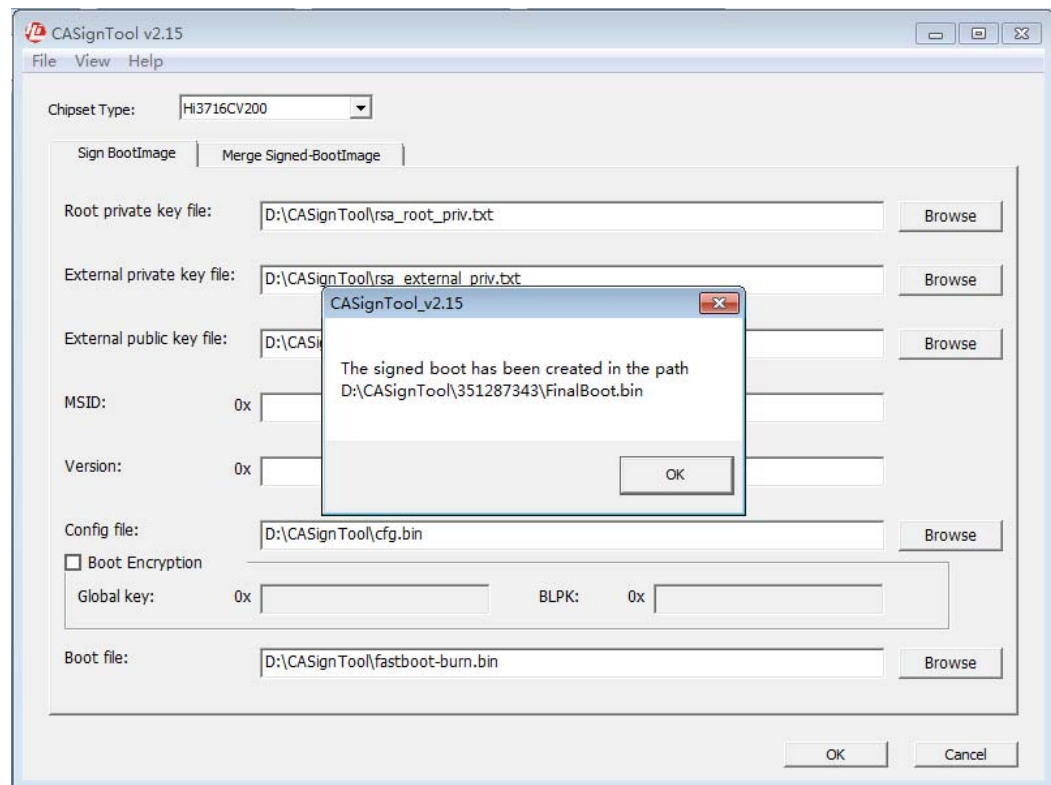 CASignTool v2.15
File View Help
Chipset Type: Hi3716CV200
Sign BootImage Merge Signed-BootImage
Root private key file: D:\CASignTool\rsa_root_priv.txt Browse
External private key file: D:\CASignTool\rsa_external_priv.txt Browse
CASignTool_v2.15
External public key file: D:\CASi Browse
The signed boot has been created in the path
D:\CASignTool\351287343\FinalBoot.bin
MSID: 0x
Version: 0x
OK
Config file: D:\CASignTool\cfg.bin Browse
Boot Encryption
Global key: 0x BLPK: 0x
Boot file: D:\CASignTool\fastboot-burn.bin Browse
OK Cancel